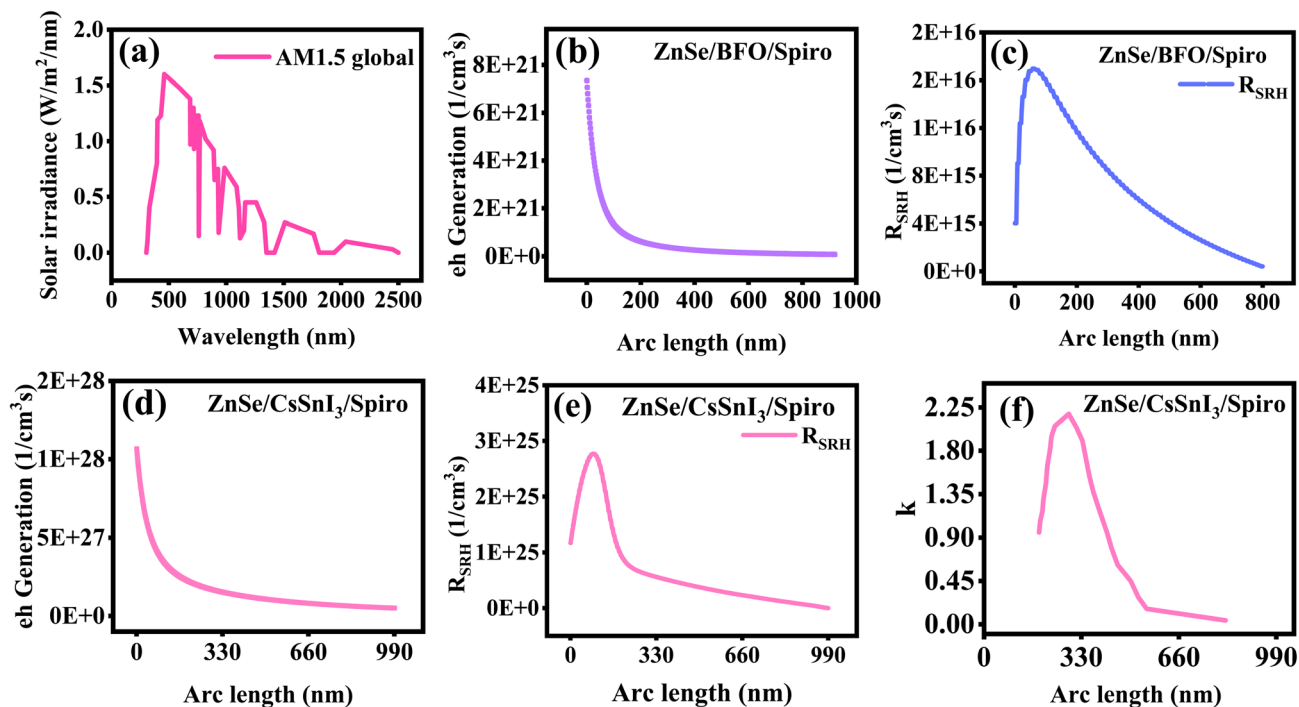 (a)
AM1.5 global
Solar irradiance (W/m²/nm)
2.0
1.5
1.0
0.5
0.0
0 500 1000 1500 2000 2500
Wavelength (nm)
(b)
ZnSe/BFO/Spiro
eh Generation (1/cm³s)
8E+21
6E+21
4E+21
2E+21
0E+0
0 200 400 600 800 1000
Arc length (nm)
(c)
ZnSe/BFO/Spiro
R_SRH
R_SRH (1/cm³s)
2E+16
2E+16
1E+16
8E+15
4E+15
0E+0
0 200 400 600 800
Arc length (nm)
(d)
ZnSe/CsSnI₃/Spiro
eh Generation (1/cm³s)
2E+28
1E+28
5E+27
0E+0
0 330 660 990
Arc length (nm)
(e)
ZnSe/CsSnI₃/Spiro
R_SRH
R_SRH (1/cm³s)
4E+25
3E+25
2E+25
1E+25
0E+0
0 330 660 990
Arc length (nm)
(f)
ZnSe/CsSnI₃/Spiro
k
2.25
1.80
1.35
0.90
0.45
0.00
0 330 660 990
Arc length (nm)